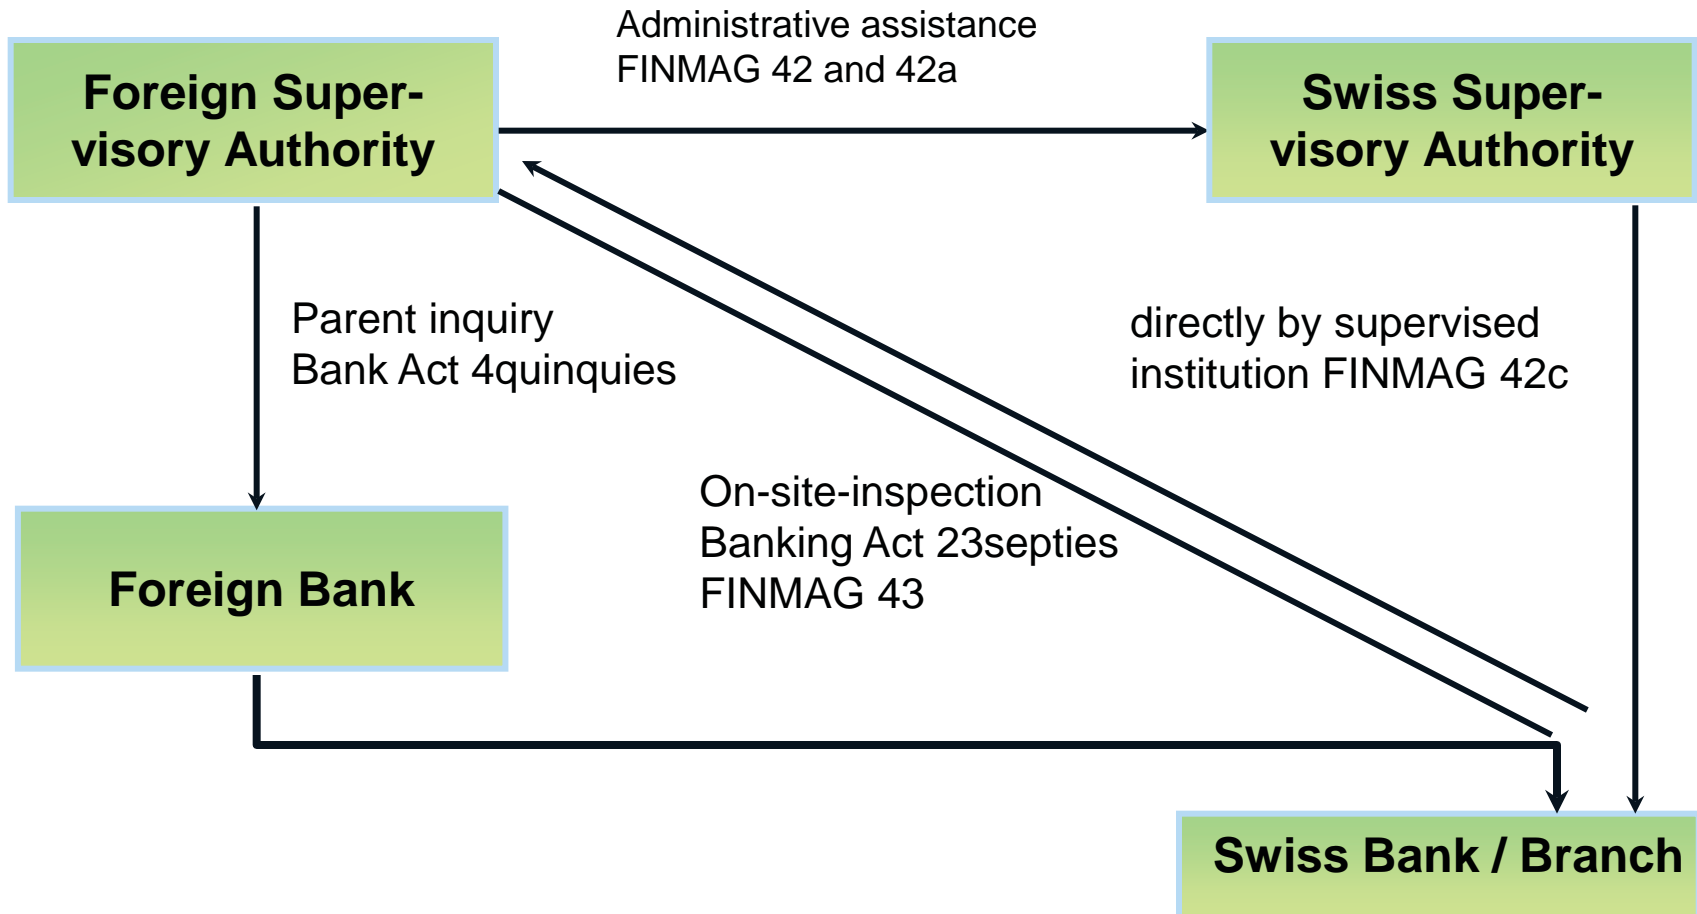 Administrative assistance
FINMAG 42 and 42a
Foreign Super-
visory Authority
Swiss Super-
visory Authority
Parent inquiry
Bank Act 4quinquies
directly by supervised
institution FINMAG 42c
On-site-inspection
Banking Act 23septies
FINMAG 43
Foreign Bank
Swiss Bank / Branch